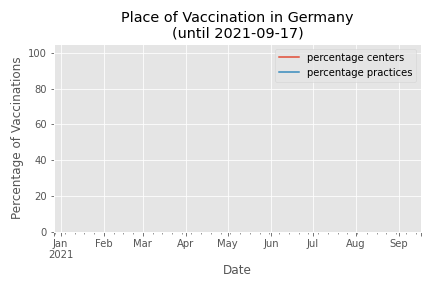 Place of Vaccination in Germany
(until 2021-09-17)
percentage centers
percentage practices
Percentage of Vaccinations
100
80
60
40
20
0
Jan Feb Mar Apr May Jun Jul Aug Sep
2021
Date